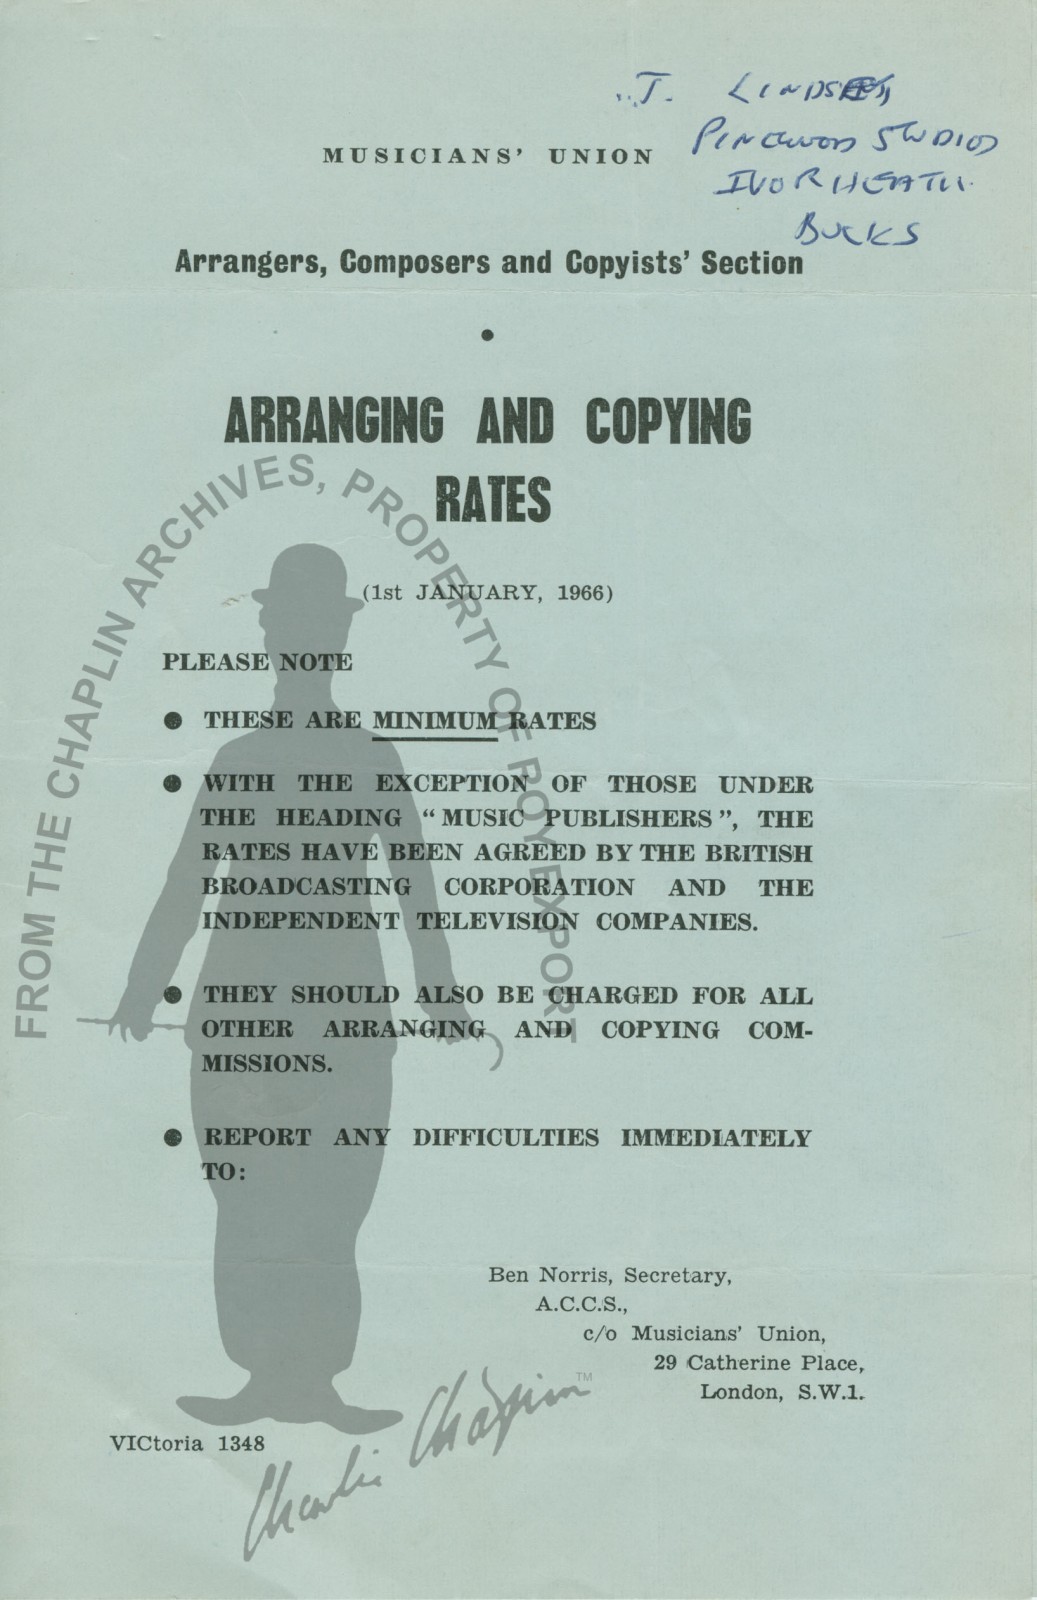 J. LINDSEY
PINEWOOD STUDIOS
IVOR HEATH
BUCKS
MUSICIANS' UNION
Arrangers, Composers and Copyists' Section
ARRANGING AND COPYING
RATES
(1st JANUARY, 1966)
PLEASE NOTE
● THESE ARE MINIMUM RATES
● WITH THE EXCEPTION OF THOSE UNDER
THE HEADING “MUSIC PUBLISHERS”, THE
RATES HAVE BEEN AGREED BY THE BRITISH
BROADCASTING CORPORATION AND THE
INDEPENDENT TELEVISION COMPANIES.
● THEY SHOULD ALSO BE CHARGED FOR ALL
OTHER ARRANGING AND COPYING COM-
MISSIONS.
● REPORT ANY DIFFICULTIES IMMEDIATELY
TO:
Ben Norris, Secretary,
A.C.C.S.,
c/o Musicians' Union,
29 Catherine Place,
London, S.W.1.
VICtoria 1348
FROM THE CHAPLIN ARCHIVES, PROPERTY OF ROY EXPORT
Charlie Chaplin TM